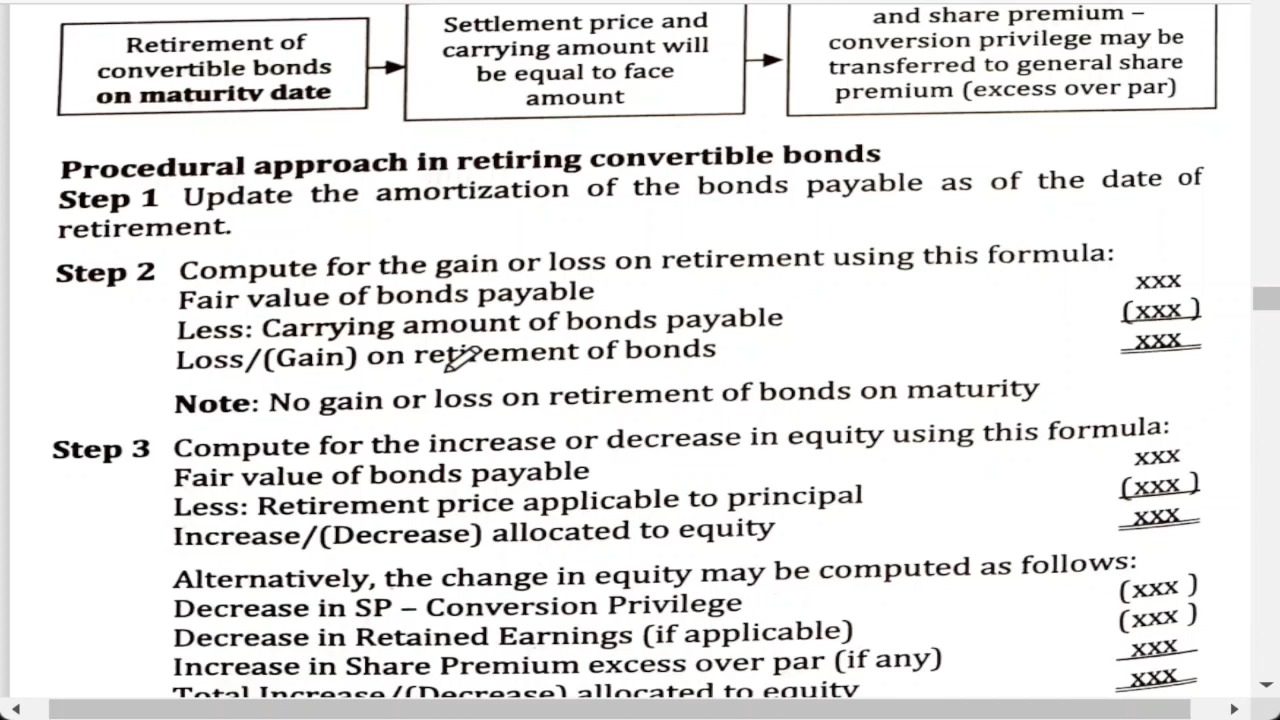 Retirement of
convertible bonds
on maturity date
Settlement price and
carrying amount will
be equal to face
amount
and share premium –
conversion privilege may be
transferred to general share
premium (excess over par)
Procedural approach in retiring convertible bonds
Step 1 Update the amortization of the bonds payable as of the date of
retirement.
Step 2 Compute for the gain or loss on retirement using this formula:
Fair value of bonds payable xxx
Less: Carrying amount of bonds payable (xxx )
Loss/(Gain) on retirement of bonds xxx
Note: No gain or loss on retirement of bonds on maturity
Step 3 Compute for the increase or decrease in equity using this formula:
Fair value of bonds payable xxx
Less: Retirement price applicable to principal (xxx )
Increase/(Decrease) allocated to equity xxx
Alternatively, the change in equity may be computed as follows:
Decrease in SP – Conversion Privilege (xxx )
Decrease in Retained Earnings (if applicable) (xxx )
Increase in Share Premium excess over par (if any) xxx
Total Increase/(Decrease) allocated to equity xxx